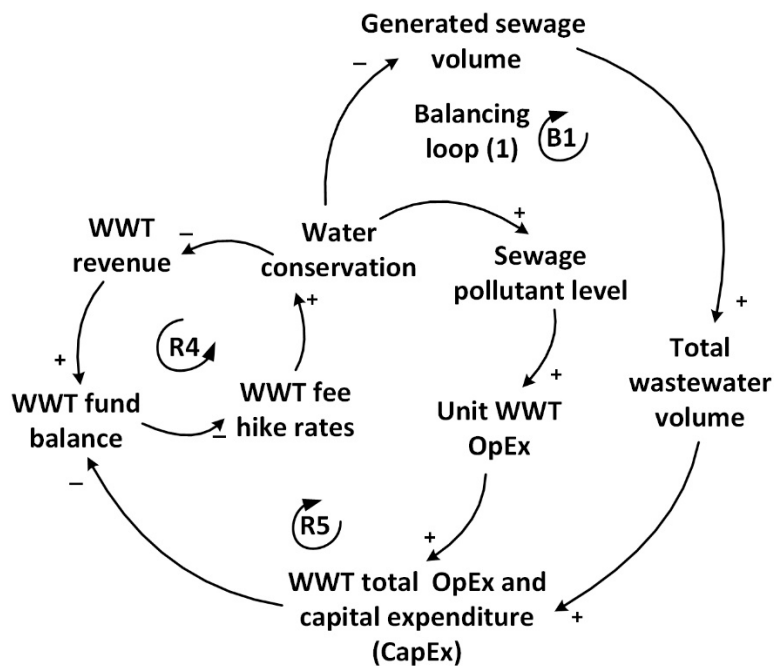 Generated sewage
volume
–
Balancing
loop (1)
B1
+
WWT
revenue
–
Water
conservation
Sewage
pollutant level
+
+
R4
+
WWT fund
balance
–
WWT fee
hike rates
+
Unit WWT
OpEx
Total
wastewater
volume
–
R5
+
WWT total OpEx and
capital expenditure
(CapEx)
+